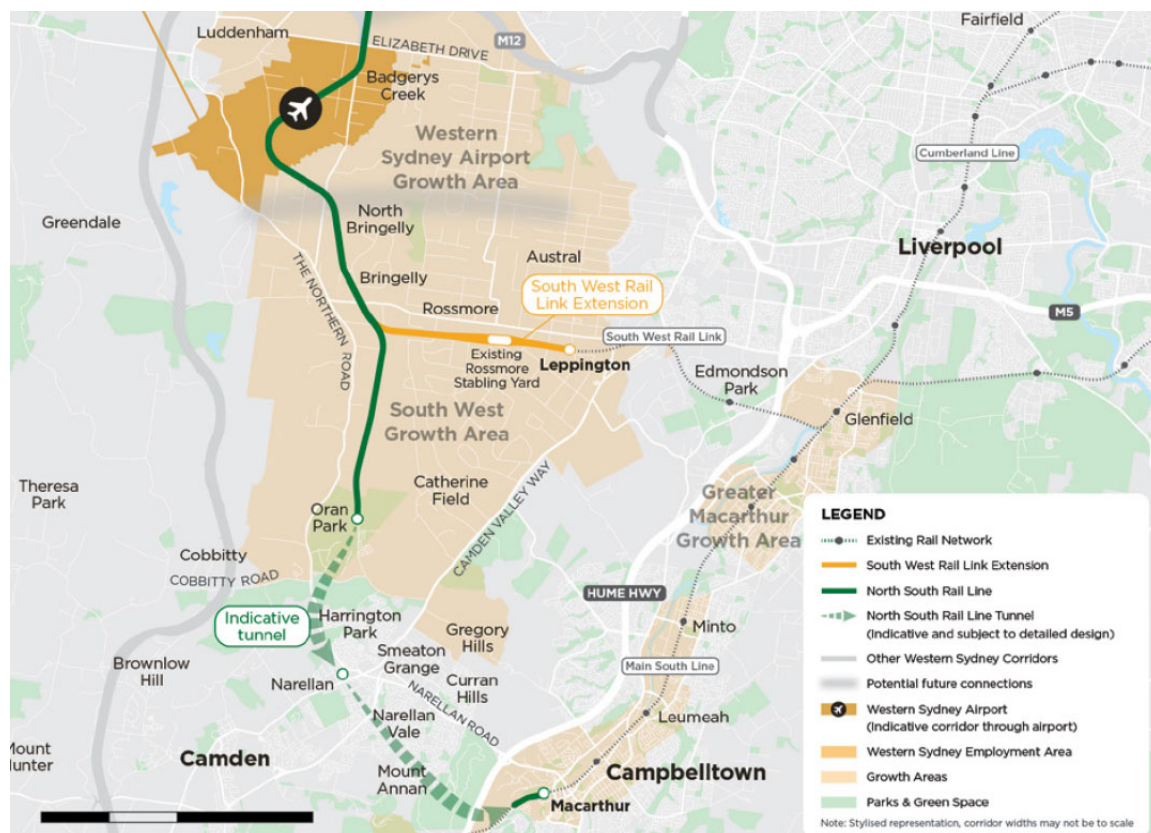 Luddenham
ELIZABETH DRIVE
M12
Fairfield
Badgerys
Creek
Western
Sydney Airport
Growth Area
Cumberland Line
Greendale
North
Bringelly
Liverpool
Austral
Bringelly
THE NORTHERN ROAD
South West Rail
Link Extension
Rossmore
M5
South West Rail Link
Existing
Rossmore
Stabling Yard
Leppington
Edmondson
Park
South West
Growth Area
Glenfield
Theresa
Park
Catherine
Field
CAMDEN VALLEY WAY
Greater
Macarthur
Growth Area
Oran
Park
Cobbitty
COBBITTY ROAD
HUME HWY
Indicative
tunnel
Harrington
Park
Gregory
Hills
Minto
Smeaton
Grange
Main South Line
Brownlow
Hill
Narellan
Curran
Hills
NARELLAN ROAD
Narellan
Vale
Leumeah
Camden
Mount
Annan
Campbelltown
Macarthur
LEGEND
Existing Rail Network
South West Rail Link Extension
North South Rail Line
North South Rail Line Tunnel
(Indicative and subject to detailed design)
Other Western Sydney Corridors
Potential future connections
Western Sydney Airport
(Indicative corridor through airport)
Western Sydney Employment Area
Growth Areas
Parks & Green Space
Note: Stylised representation, corridor widths may not be to scale